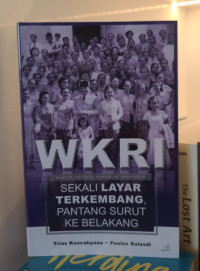 WKRI
SEKALI LAYAR
TERKEMBANG,
PANTANG SURUT
KE BELAKANG
Trias Kuncahyono – Paulus Sulasdi
The Lost Art